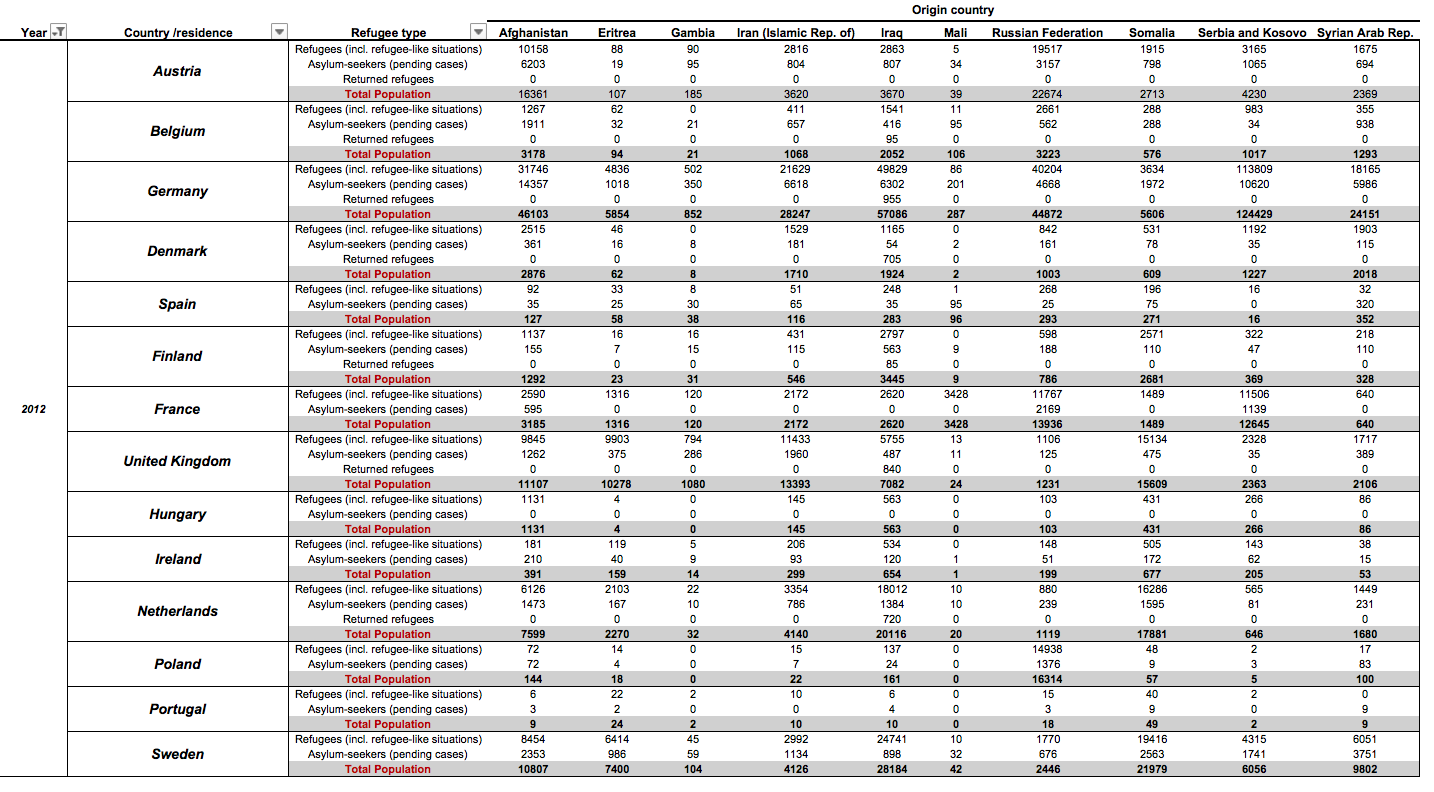 Origin country
Year Country /residence Refugee type Afghanistan Eritrea Gambia Iran (Islamic Rep. of) Iraq Mali Russian Federation Somalia Serbia and Kosovo Syrian Arab Rep.
Refugees (incl. refugee-like situations) 10158 88 90 2816 2863 5 19517 1915 3165 1675
Austria Asylum-seekers (pending cases) 6203 19 95 804 807 34 3157 798 1065 694
Returned refugees 0 0 0 0 0 0 0 0 0 0
Total Population 16361 107 185 3620 3670 39 22674 2713 4230 2369
Refugees (incl. refugee-like situations) 1267 62 0 411 1541 11 2661 288 983 355
Belgium Asylum-seekers (pending cases) 1911 32 21 657 416 95 562 288 34 938
Returned refugees 0 0 0 0 95 0 0 0 0 0
Total Population 3178 94 21 1068 2052 106 3223 576 1017 1293
Refugees (incl. refugee-like situations) 31746 4836 502 21629 49829 86 40204 3634 113809 18165
Germany Asylum-seekers (pending cases) 14357 1018 350 6618 6302 201 4668 1972 10620 5986
Returned refugees 0 0 0 0 955 0 0 0 0 0
Total Population 46103 5854 852 28247 57086 287 44872 5606 124429 24151
Refugees (incl. refugee-like situations) 2515 46 0 1529 1165 0 842 531 1192 1903
Denmark Asylum-seekers (pending cases) 361 16 8 181 54 2 161 78 35 115
Returned refugees 0 0 0 0 705 0 0 0 0 0
Total Population 2876 62 8 1710 1924 2 1003 609 1227 2018
Refugees (incl. refugee-like situations) 92 33 8 51 248 1 268 196 16 32
Spain Asylum-seekers (pending cases) 35 25 30 65 35 95 25 75 0 320
Total Population 127 58 38 116 283 96 293 271 16 352
Refugees (incl. refugee-like situations) 1137 16 16 431 2797 0 598 2571 322 218
Finland Asylum-seekers (pending cases) 155 7 15 115 563 9 188 110 47 110
Returned refugees 0 0 0 0 85 0 0 0 0 0
Total Population 1292 23 31 546 3445 9 786 2681 369 328
Refugees (incl. refugee-like situations) 2590 1316 120 2172 2620 3428 11767 1489 11506 640
2012 France Asylum-seekers (pending cases) 595 0 0 0 0 0 2169 0 1139 0
Total Population 3185 1316 120 2172 2620 3428 13936 1489 12645 640
Refugees (incl. refugee-like situations) 9845 9903 794 11433 5755 13 1106 15134 2328 1717
United Kingdom Asylum-seekers (pending cases) 1262 375 286 1960 487 11 125 475 35 389
Returned refugees 0 0 0 0 840 0 0 0 0 0
Total Population 11107 10278 1080 13393 7082 24 1231 15609 2363 2106
Refugees (incl. refugee-like situations) 1131 4 0 145 563 0 103 431 266 86
Hungary Asylum-seekers (pending cases) 0 0 0 0 0 0 0 0 0 0
Total Population 1131 4 0 145 563 0 103 431 266 86
Refugees (incl. refugee-like situations) 181 119 5 206 534 0 148 505 143 38
Ireland Asylum-seekers (pending cases) 210 40 9 93 120 1 51 172 62 15
Total Population 391 159 14 299 654 1 199 677 205 53
Refugees (incl. refugee-like situations) 6126 2103 22 3354 18012 10 880 16286 565 1449
Netherlands Asylum-seekers (pending cases) 1473 167 10 786 1384 10 239 1595 81 231
Returned refugees 0 0 0 0 720 0 0 0 0 0
Total Population 7599 2270 32 4140 20116 20 1119 17881 646 1680
Refugees (incl. refugee-like situations) 72 14 0 15 137 0 14938 48 2 17
Poland Asylum-seekers (pending cases) 72 4 0 7 24 0 1376 9 3 83
Total Population 144 18 0 22 161 0 16314 57 5 100
Refugees (incl. refugee-like situations) 6 22 2 10 6 0 15 40 2 0
Portugal Asylum-seekers (pending cases) 3 2 0 0 4 0 3 9 0 9
Total Population 9 24 2 10 10 0 18 49 2 9
Refugees (incl. refugee-like situations) 8454 6414 45 2992 24741 10 1770 19416 4315 6051
Sweden Asylum-seekers (pending cases) 2353 986 59 1134 898 32 676 2563 1741 3751
Total Population 10807 7400 104 4126 28184 42 2446 21979 6056 9802